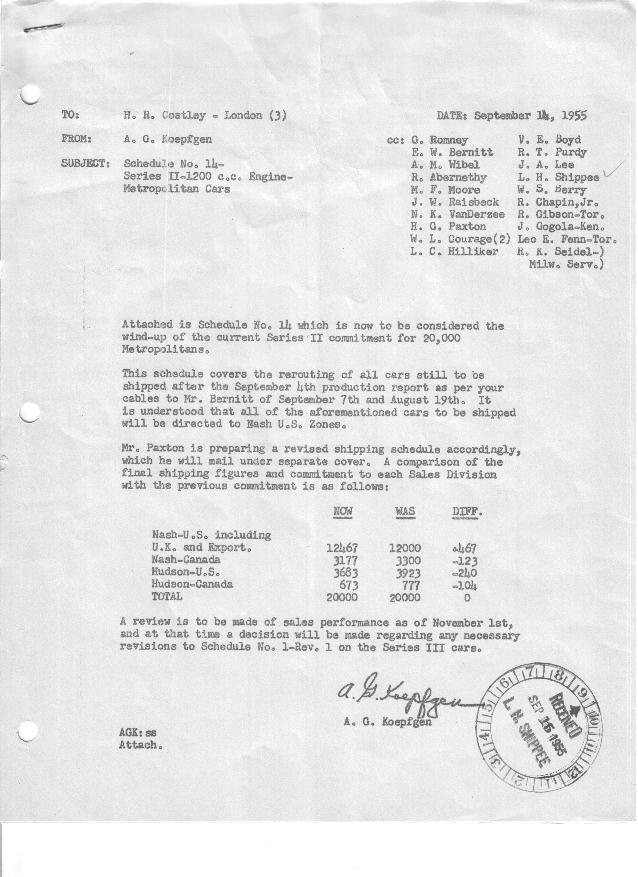 TO: H. R. Costley - London (3) DATE: September 14, 1955
FROM: A. G. Koepfgen cc: G. Romney V. E. Boyd
E. W. Bernitt R. T. Purdy
SUBJECT: Schedule No. 14- A. M. Wibel J. A. Lee
Series II-1200 c.c. Engine- R. Abernethy L. H. Shippee
Metropolitan Cars M. F. Moore W. S. Berry
J. W. Raisbeck R. Chapin,Jr.
N. K. VanDerzee R. Gibson-Tor.
H. G. Paxton J. Gogola-Ken.
W. L. Courage(2) Leo E. Fenn-Tor.
L. C. Hilliker R. K. Seidel-)
Milw. Serv.)
Attached is Schedule No. 14 which is now to be considered the
wind-up of the current Series II commitment for 20,000
Metropolitans.
This schedule covers the rerouting of all cars still to be
shipped after the September 4th production report as per your
cables to Mr. Bernitt of September 7th and August 19th. It
is understood that all of the aforementioned cars to be shipped
will be directed to Nash U.S. Zones.
Mr. Paxton is preparing a revised shipping schedule accordingly,
which he will mail under separate cover. A comparison of the
final shipping figures and commitment to each Sales Division
with the previous commitment is as follows:
NOW WAS DIFF.
Nash-U.S. including
U.K. and Export. 12467 12000 +467
Nash-Canada 3177 3300 -123
Hudson-U.S. 3683 3923 -240
Hudson-Canada 673 777 -104
TOTAL 20000 20000 0
A review is to be made of sales performance as of November 1st,
and at that time a decision will be made regarding any necessary
revisions to Schedule No. 1-Rev. 1 on the Series III cars.
A. G. Koepfgen
A. G. Koepfgen
AGK:ss
Attach.
RECEIVED
SEP 15 1955
L. H. SHIPPEE